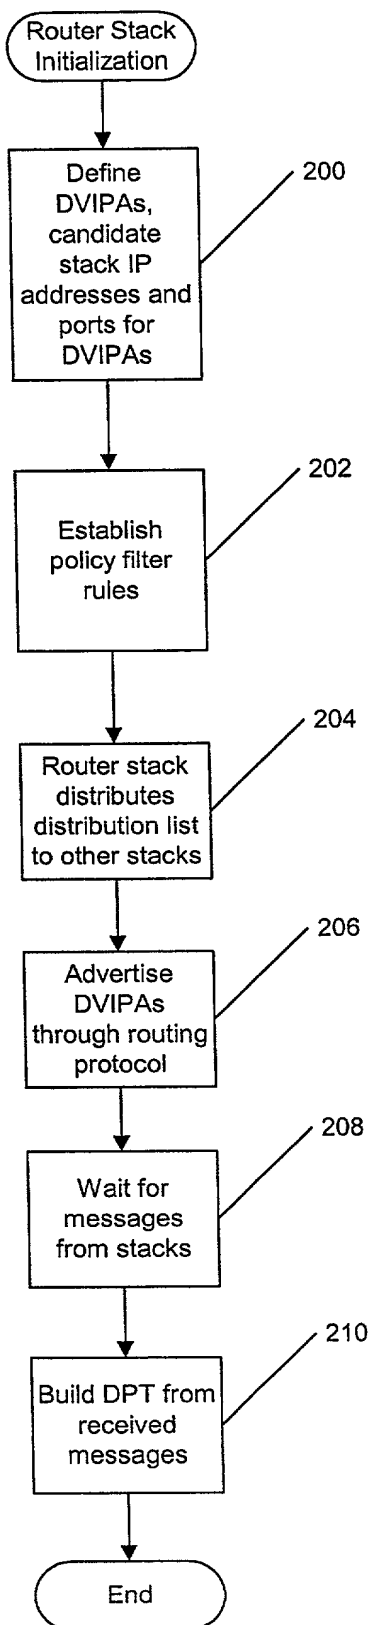 Router Stack
Initialization
Define
DVIPAs,
candidate
stack IP
addresses and
ports for
DVIPAs
200
Establish
policy filter
rules
202
Router stack
distributes
distribution list
to other stacks
204
Advertise
DVIPAs
through routing
protocol
206
Wait for
messages
from stacks
208
Build DPT from
received
messages
210
End